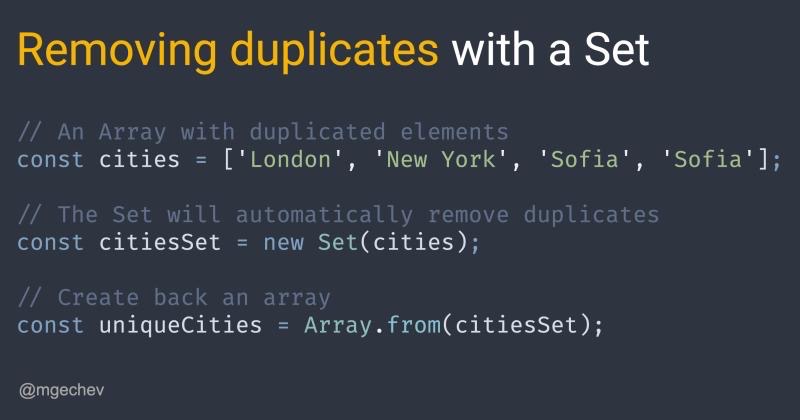 Removing duplicates with a Set
// An Array with duplicated elements
const cities = ['London', 'New York', 'Sofia', 'Sofia'];
// The Set will automatically remove duplicates
const citiesSet = new Set(cities);
// Create back an array
const uniqueCities = Array.from(citiesSet);
@mgechev